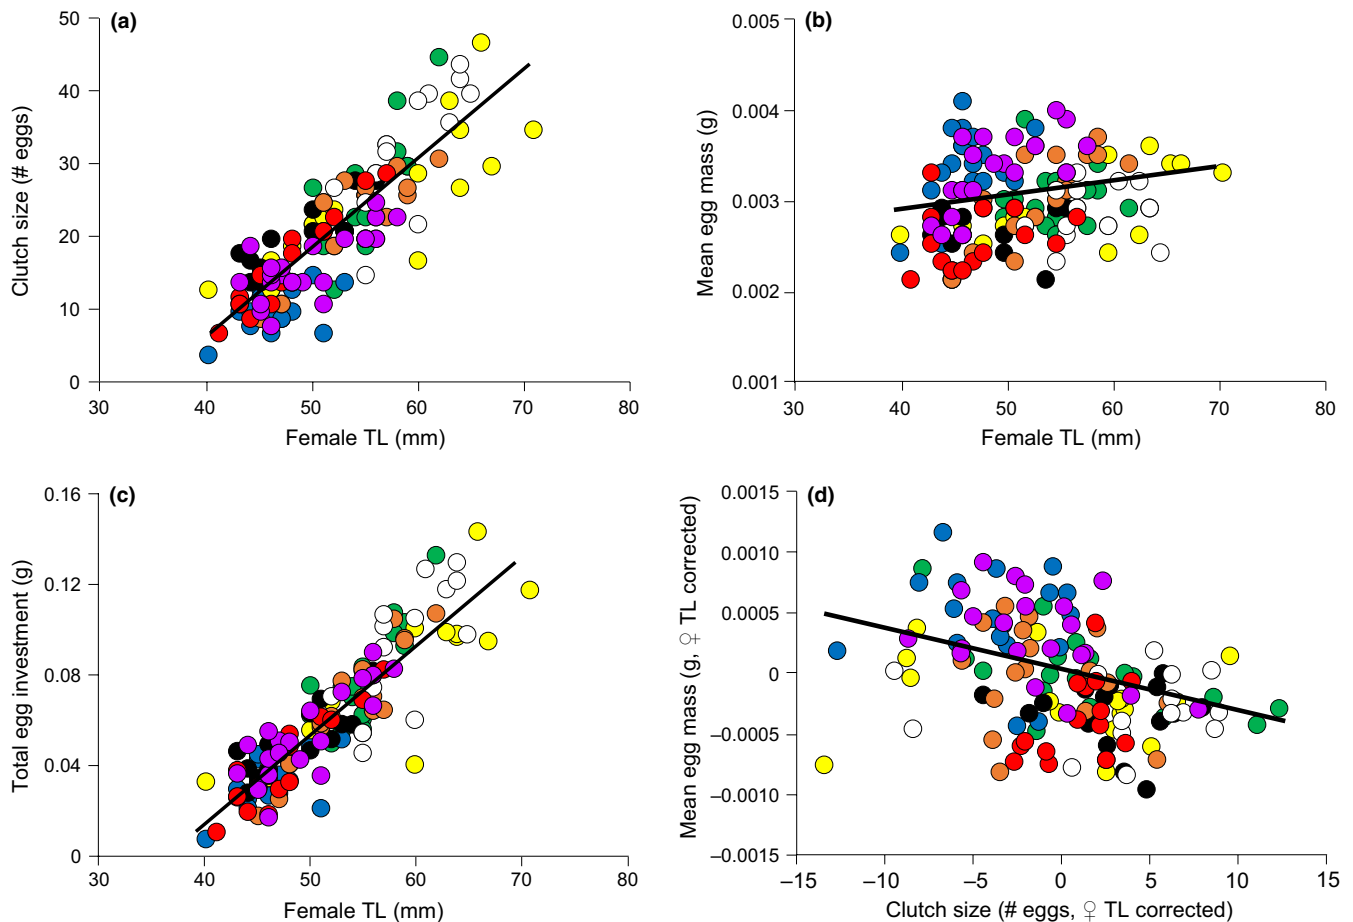 (a)
50
40
30
20
10
0
30 40 50 60 70 80
Clutch size (# eggs)
Female TL (mm)
(b)
0.005
0.004
0.003
0.002
0.001
30 40 50 60 70 80
Mean egg mass (g)
Female TL (mm)
(c)
0.16
0.12
0.08
0.04
0
30 40 50 60 70 80
Total egg investment (g)
Female TL (mm)
(d)
0.0015
0.0010
0.0005
0
−0.0005
−0.0010
−0.0015
−15 −10 −5 0 5 10 15
Mean egg mass (g, ♀ TL corrected)
Clutch size (# eggs, ♀ TL corrected)